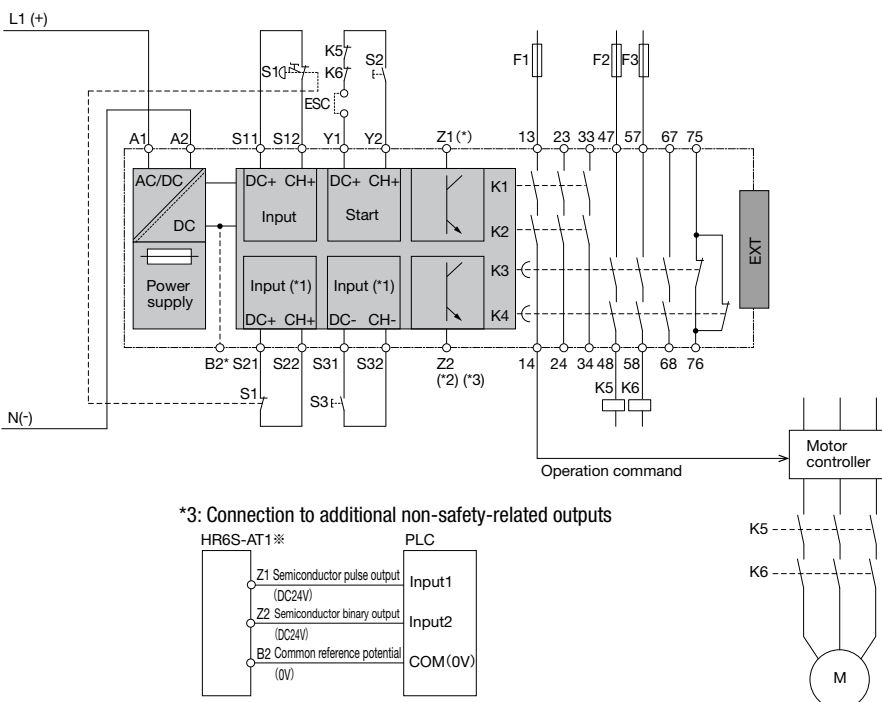 L1 (+)
K5
S1
K6
S2
ESC
F1
F2
F3
A1
A2
S11
S12
Y1
Y2
Z1(*)
13
23
33
47
57
67
75
AC/DC
DC
DC+
CH+
Input
DC+
CH+
Start
K1
K2
K3
K4
EXT
Power
supply
Input (*1)
DC+
CH+
Input (*1)
DC-
CH-
B2*
S21
S22
S31
S32
Z2
(*2) (*3)
14
24
34
48
58
68
76
S1
S3
K5
K6
N(-)
Operation command
Motor
controller
K5
K6
M
*3: Connection to additional non-safety-related outputs
HR6S-AT1※
PLC
Z1 Semiconductor pulse output
(DC24V)
Input1
Z2 Semiconductor binary output
(DC24V)
Input2
B2 Common reference potential
(0V)
COM(0V)